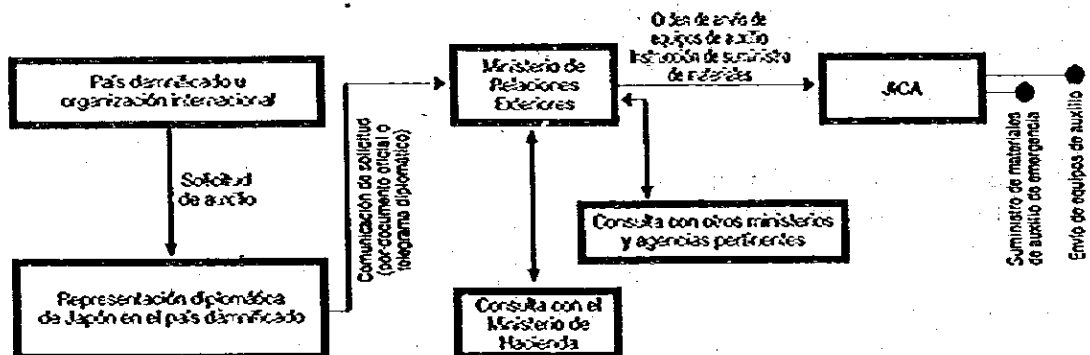 País damnificado u
organización internacional
Solicitud
de auxilio
Representación diplomática
de Japón en el país damnificado
Comunicación de solicitud
(por documento oficial o
telegrama diplomático)
Ministerio de
Relaciones
Exteriores
Orden de envío de
equipos de auxilio
Instrucción de suministro
de materiales
Consulta con otros ministerios
y agencias pertinentes
Consulta con el
Ministerio de
Hacienda
JICA
Suministro de materiales
de auxilio de emergencia
Envío de equipos de auxilio